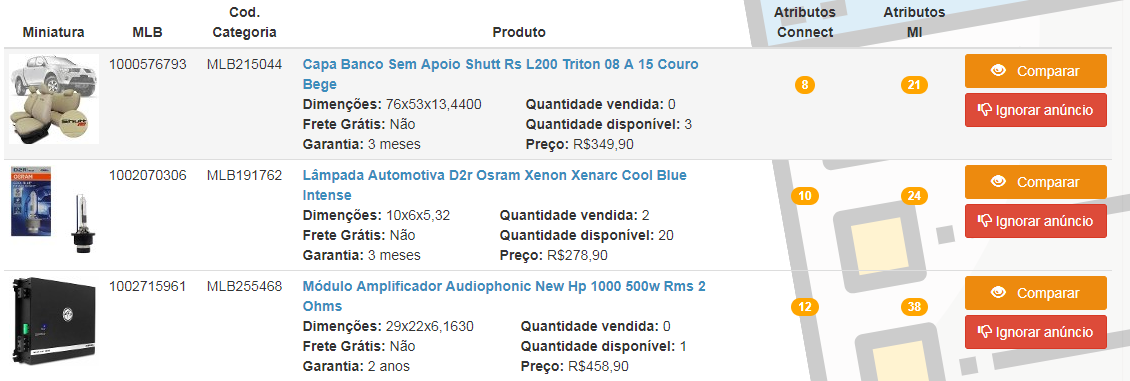 Miniatura MLB Cod. Categoria Produto Atributos Connect Atributos Ml
1000576793 MLB215044 Capa Banco Sem Apoio Shutt Rs L200 Triton 08 A 15 Couro
Bege
8 21 Comparar
Dimenções: 76x53x13,4400 Quantidade vendida: 0
Ignorar anúncio
Frete Grátis: Não Quantidade disponível: 3
Garantia: 3 meses Preço: R$349,90
Shutt
D2R
OSRAM
1002070306 MLB191762 Lâmpada Automotiva D2r Osram Xenon Xenarc Cool Blue
Intense
10 24 Comparar
Dimenções: 10x6x5,32 Quantidade vendida: 2
Ignorar anúncio
Frete Grátis: Não Quantidade disponível: 20
Garantia: 3 meses Preço: R$278,90
1002715961 MLB255468 Módulo Amplificador Audiophonic New Hp 1000 500w Rms 2
Ohms
12 38 Comparar
Dimenções: 29x22x6,1630 Quantidade vendida: 0
Ignorar anúncio
Frete Grátis: Não Quantidade disponível: 1
Garantia: 2 anos Preço: R$458,90